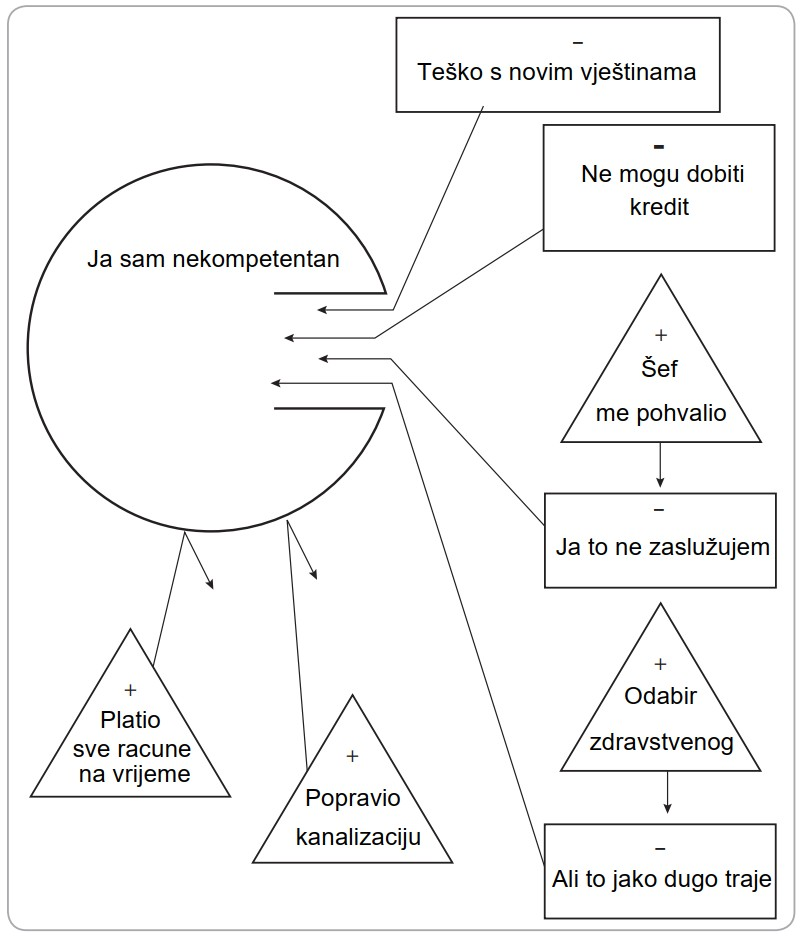 –
Teško s novim vještinama
-
Ne mogu dobiti
kredit
Ja sam nekompetentan
+
Šef
me pohvalio
–
Ja to ne zaslužujem
+
Odabir
zdravstvenog
–
Ali to jako dugo traje
+
Platio
sve racune
na vrijeme
+
Popravio
kanalizaciju